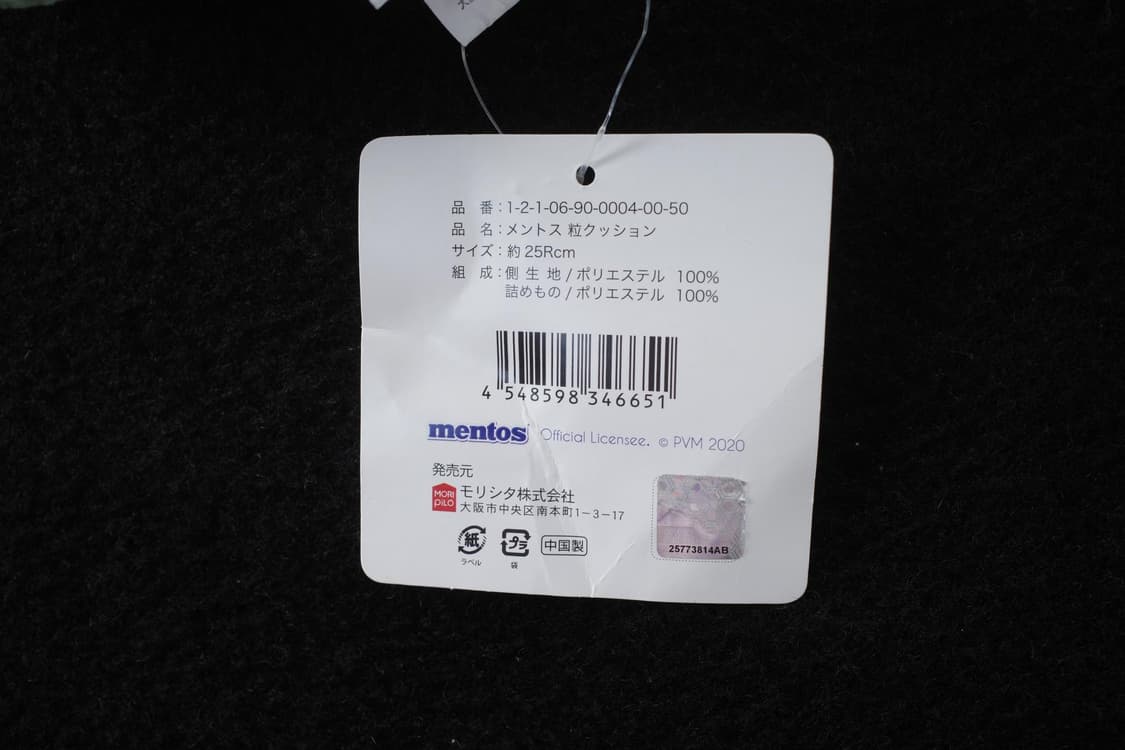 品 番：1-2-1-06-90-0004-00-50
品 名：メントス 粒クッション
サイズ：約 25Rcm
組 成：側 生 地 / ポリエステル 100%
詰めもの / ポリエステル 100%
4 548598 346651
mentos Official Licensee. © PVM 2020
発売元
MORI PiLO モリシタ株式会社
大阪市中央区南本町1－3－17
紙 プラ 中国製
ラベル 袋
25773814AB